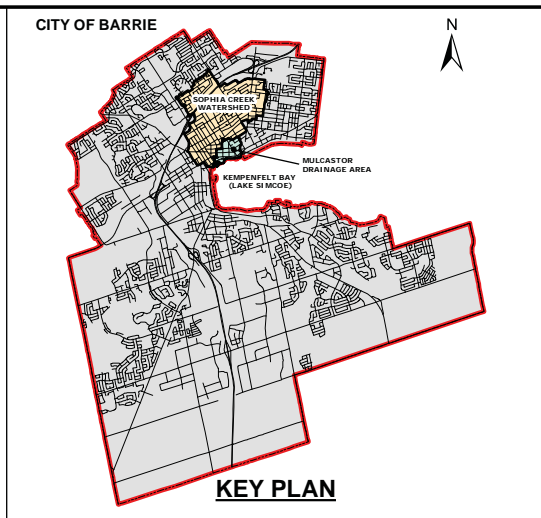 CITY OF BARRIE
N
SOPHIA CREEK
WATERSHED
MULCASTOR
DRAINAGE AREA
KEMPENFELT BAY
(LAKE SIMCOE)
KEY PLAN